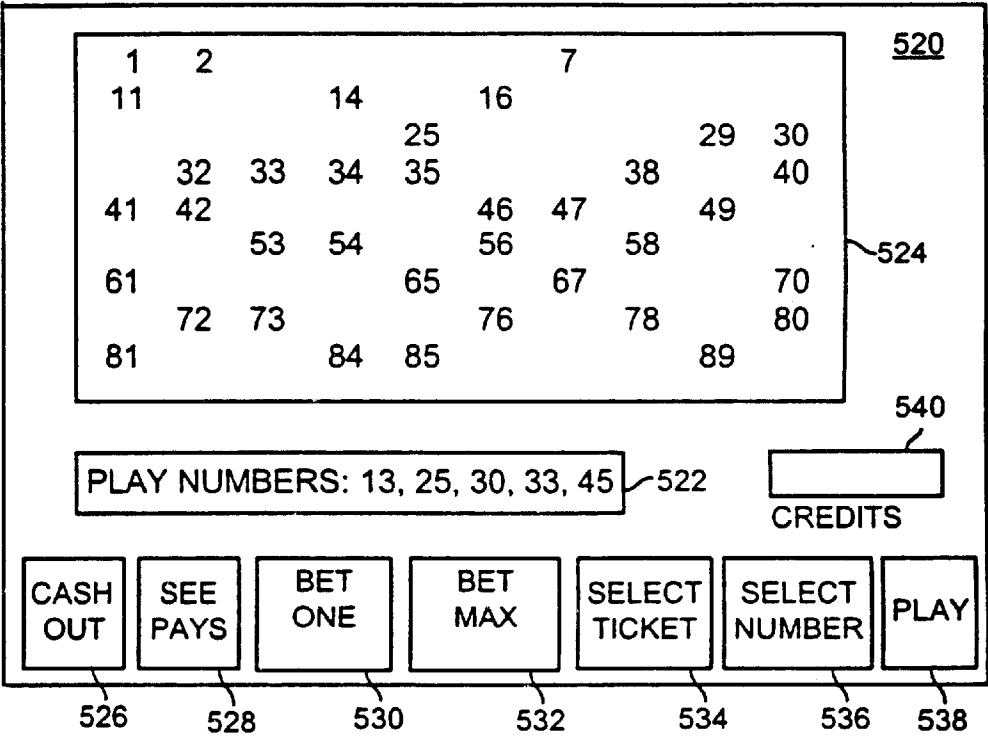 520
1 2 7
11 14 16
25 29 30
32 33 34 35 38 40
41 42 46 47 49
53 54 56 58
524
61 65 67 70
72 73 76 78 80
81 84 85 89
540
PLAY NUMBERS: 13, 25, 30, 33, 45
522
CREDITS
CASH
OUT
SEE
PAYS
BET
ONE
BET
MAX
SELECT
TICKET
SELECT
NUMBER
PLAY
526 528 530 532 534 536 538